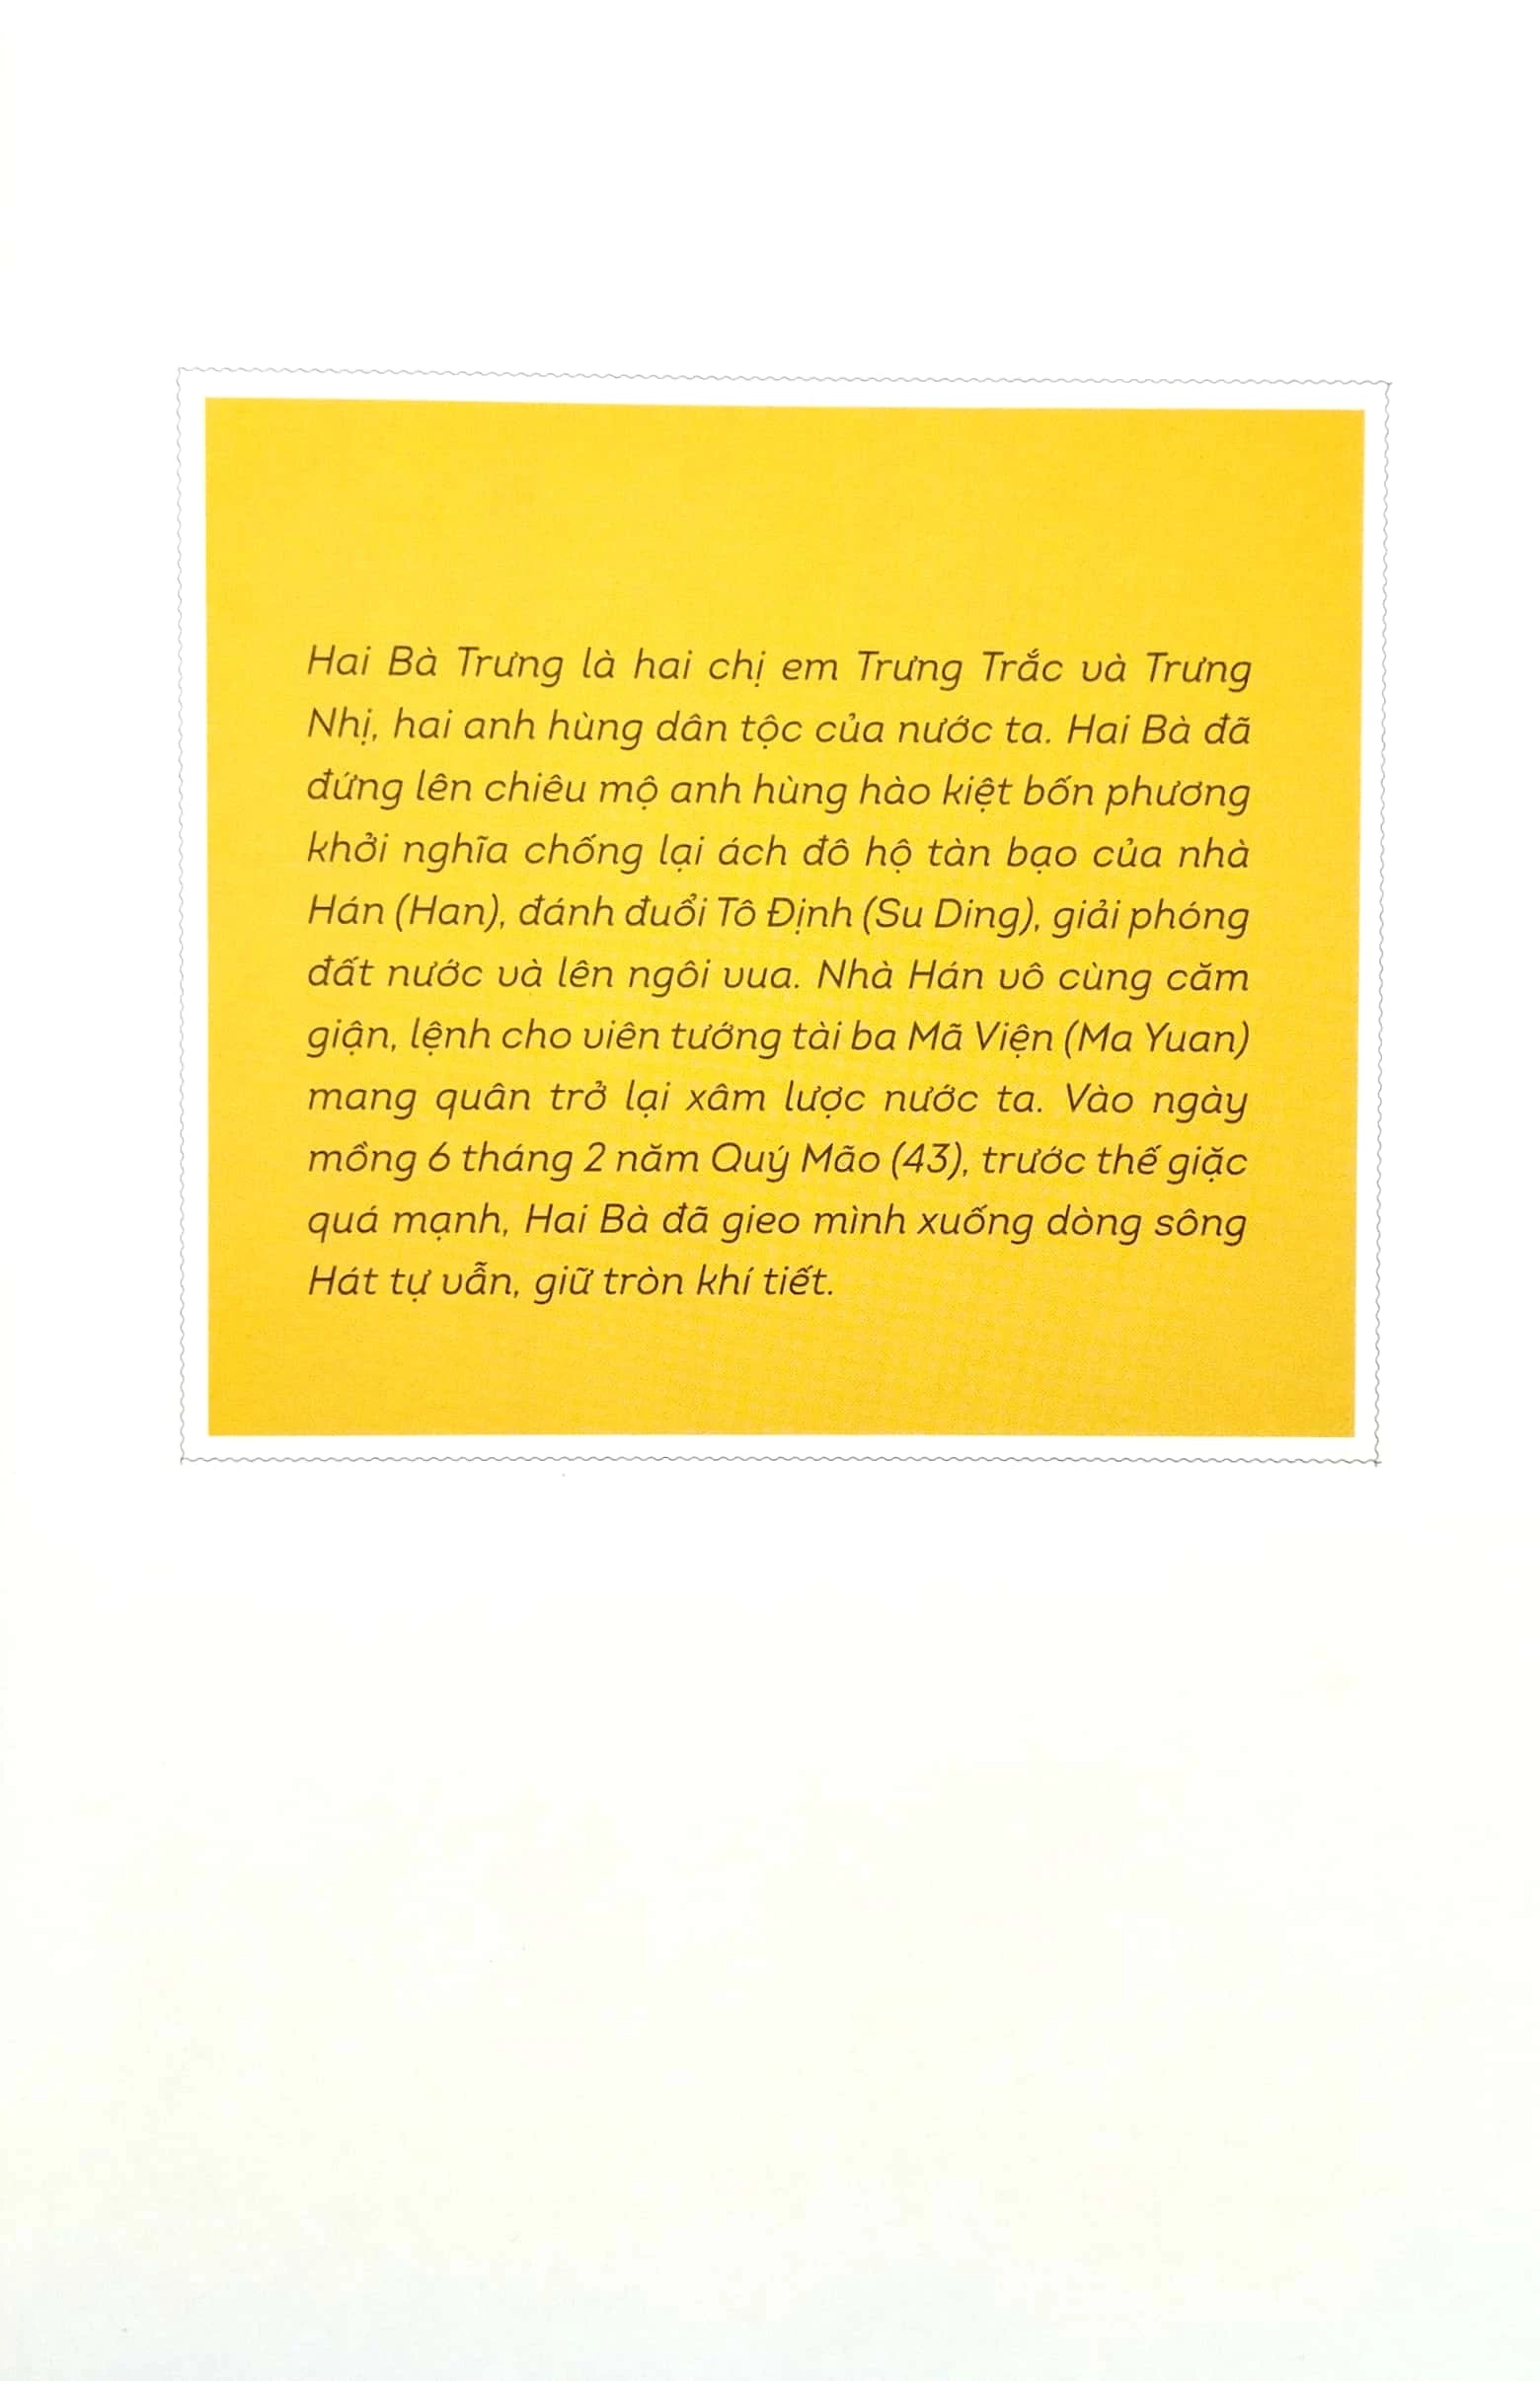 Hai Bà Trưng là hai chị em Trưng Trắc và Trưng
Nhị, hai anh hùng dân tộc của nước ta. Hai Bà đã
đứng lên chiêu mộ anh hùng hào kiệt bốn phương
khởi nghĩa chống lại ách đô hộ tàn bạo của nhà
Hán (Han), đánh đuổi Tô Định (Su Ding), giải phóng
đất nước và lên ngôi vua. Nhà Hán vô cùng căm
giận, lệnh cho viên tướng tài ba Mã Viện (Ma Yuan)
mang quân trở lại xâm lược nước ta. Vào ngày
mồng 6 tháng 2 năm Quý Mão (43), trước thế giặc
quá mạnh, Hai Bà đã gieo mình xuống dòng sông
Hát tự vẫn, giữ tròn khí tiết.